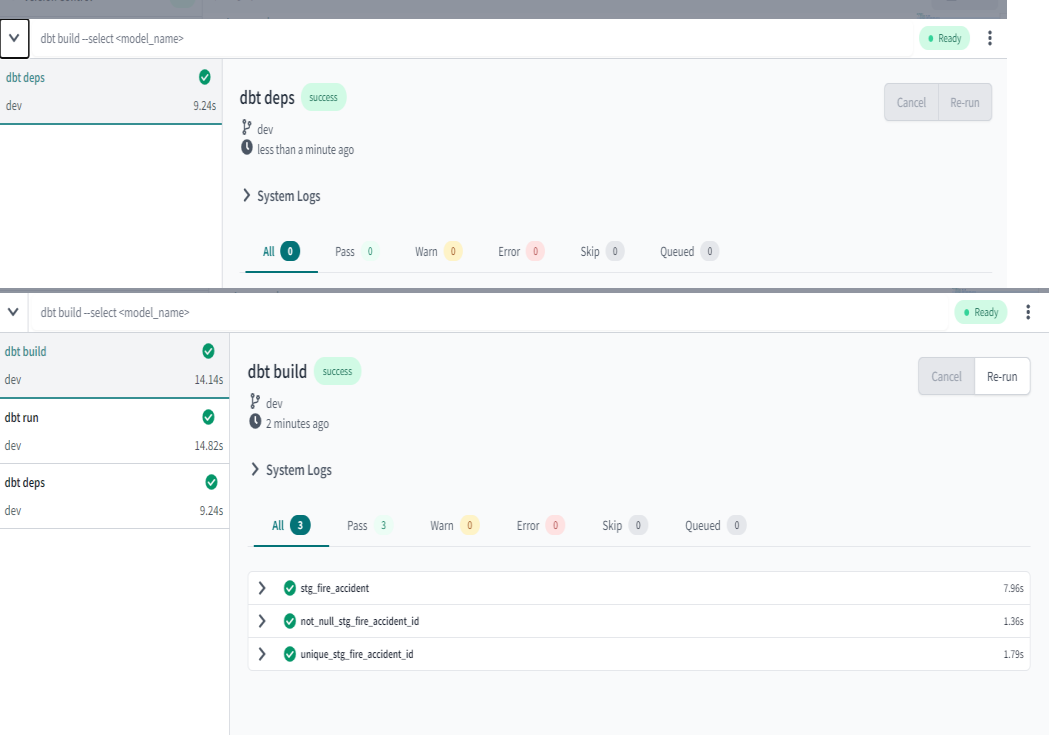 dbt build --select <model_name>
Ready
dbt deps
dev 9.24s
dbt deps success
dev
less than a minute ago
Cancel Re-run
System Logs
All 0 Pass 0 Warn 0 Error 0 Skip 0 Queued 0
dbt build --select <model_name>
Ready
dbt build
dev 14.14s
dbt run
dev 14.82s
dbt deps
dev 9.24s
dbt build success
dev
2 minutes ago
Cancel Re-run
System Logs
All 3 Pass 3 Warn 0 Error 0 Skip 0 Queued 0
stg_fire_accident 7.96s
not_null_stg_fire_accident_id 1.36s
unique_stg_fire_accident_id 1.79s